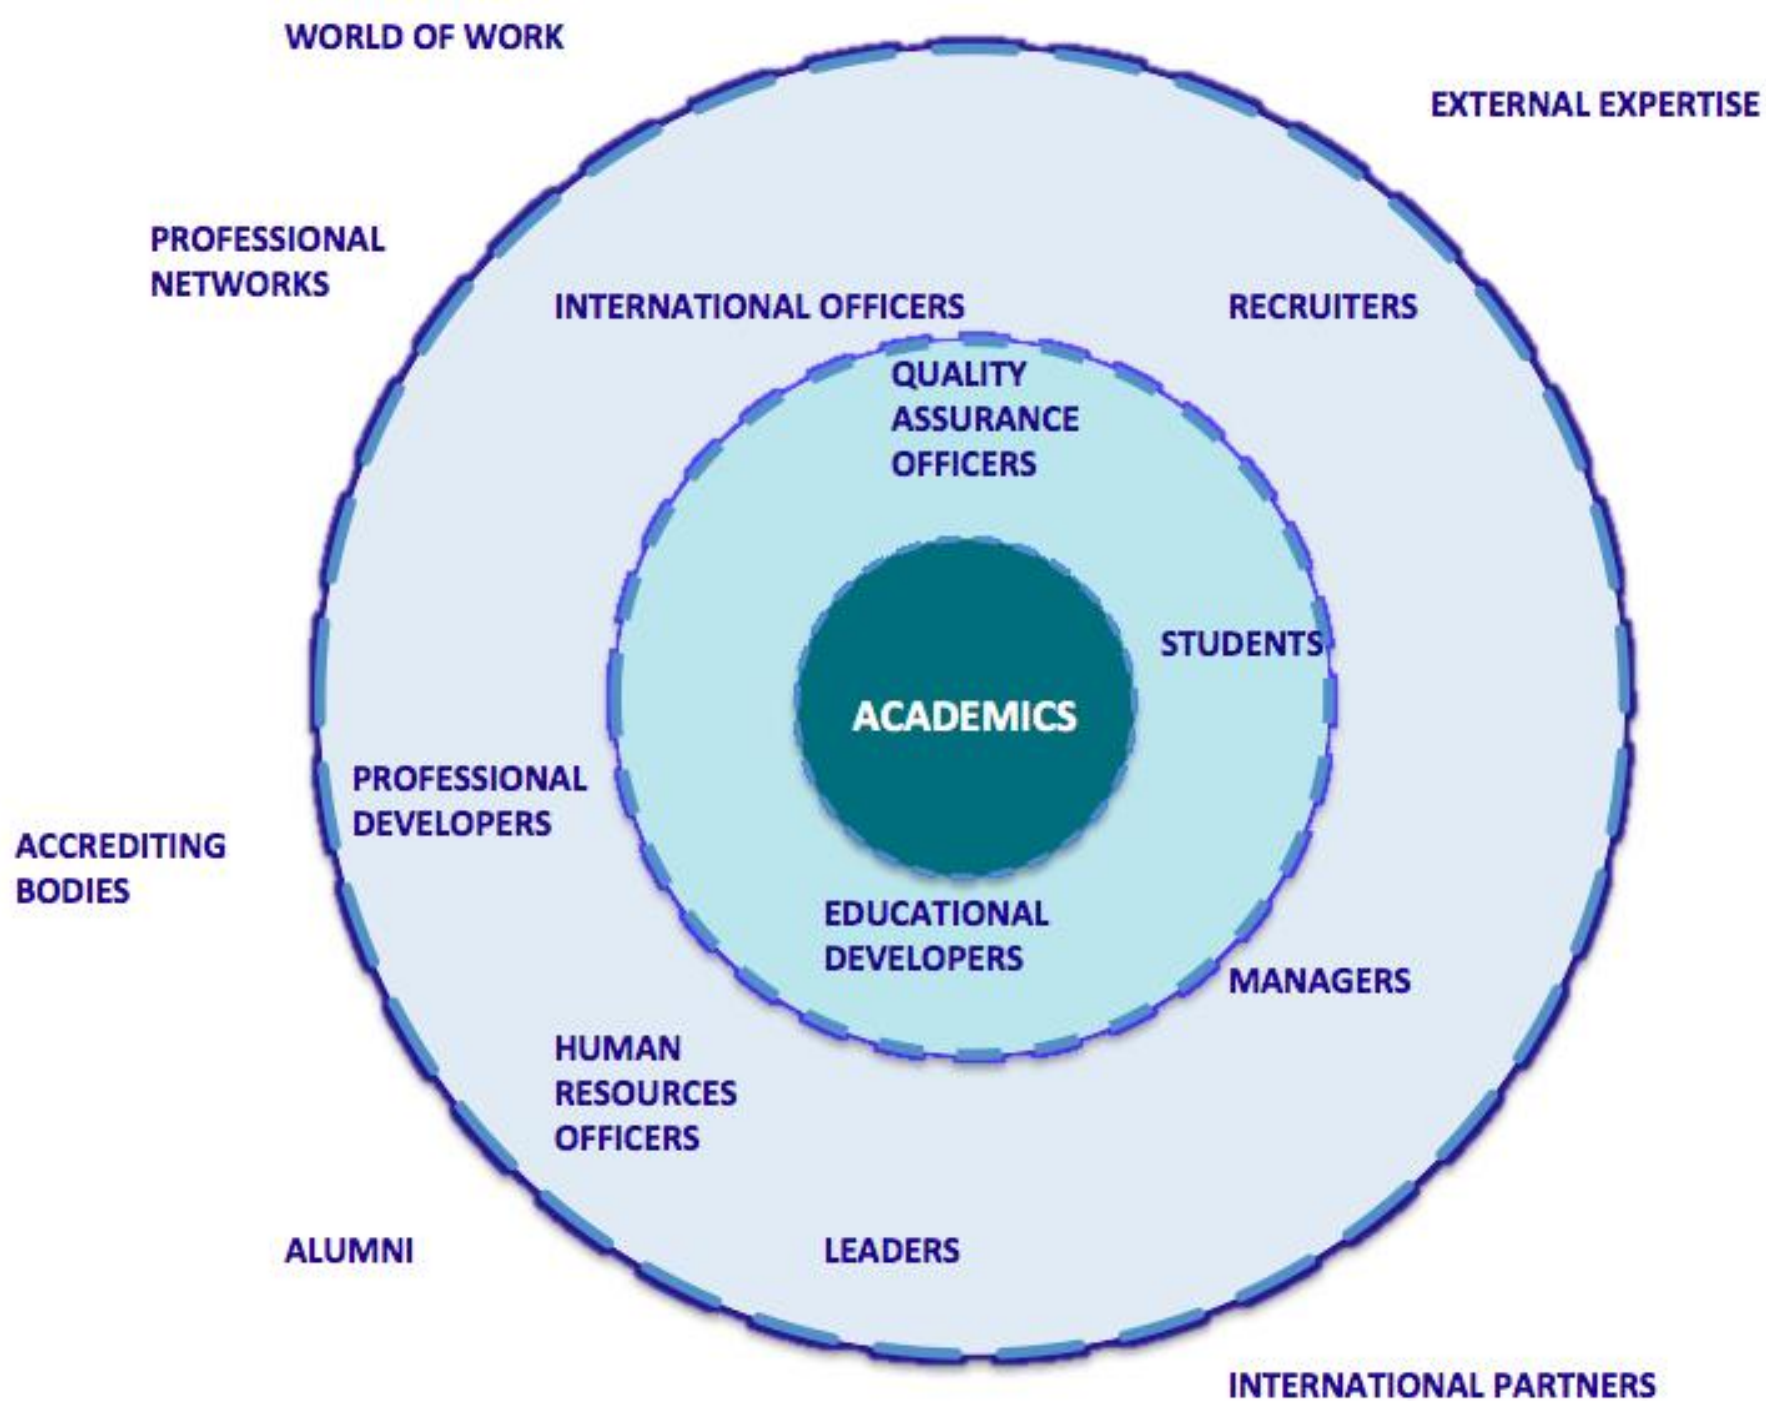 WORLD OF WORK
EXTERNAL EXPERTISE
PROFESSIONAL
NETWORKS
INTERNATIONAL OFFICERS
RECRUITERS
QUALITY
ASSURANCE
OFFICERS
STUDENTS
ACADEMICS
PROFESSIONAL
DEVELOPERS
ACCREDITING
BODIES
EDUCATIONAL
DEVELOPERS
MANAGERS
HUMAN
RESOURCES
OFFICERS
ALUMNI
LEADERS
INTERNATIONAL PARTNERS